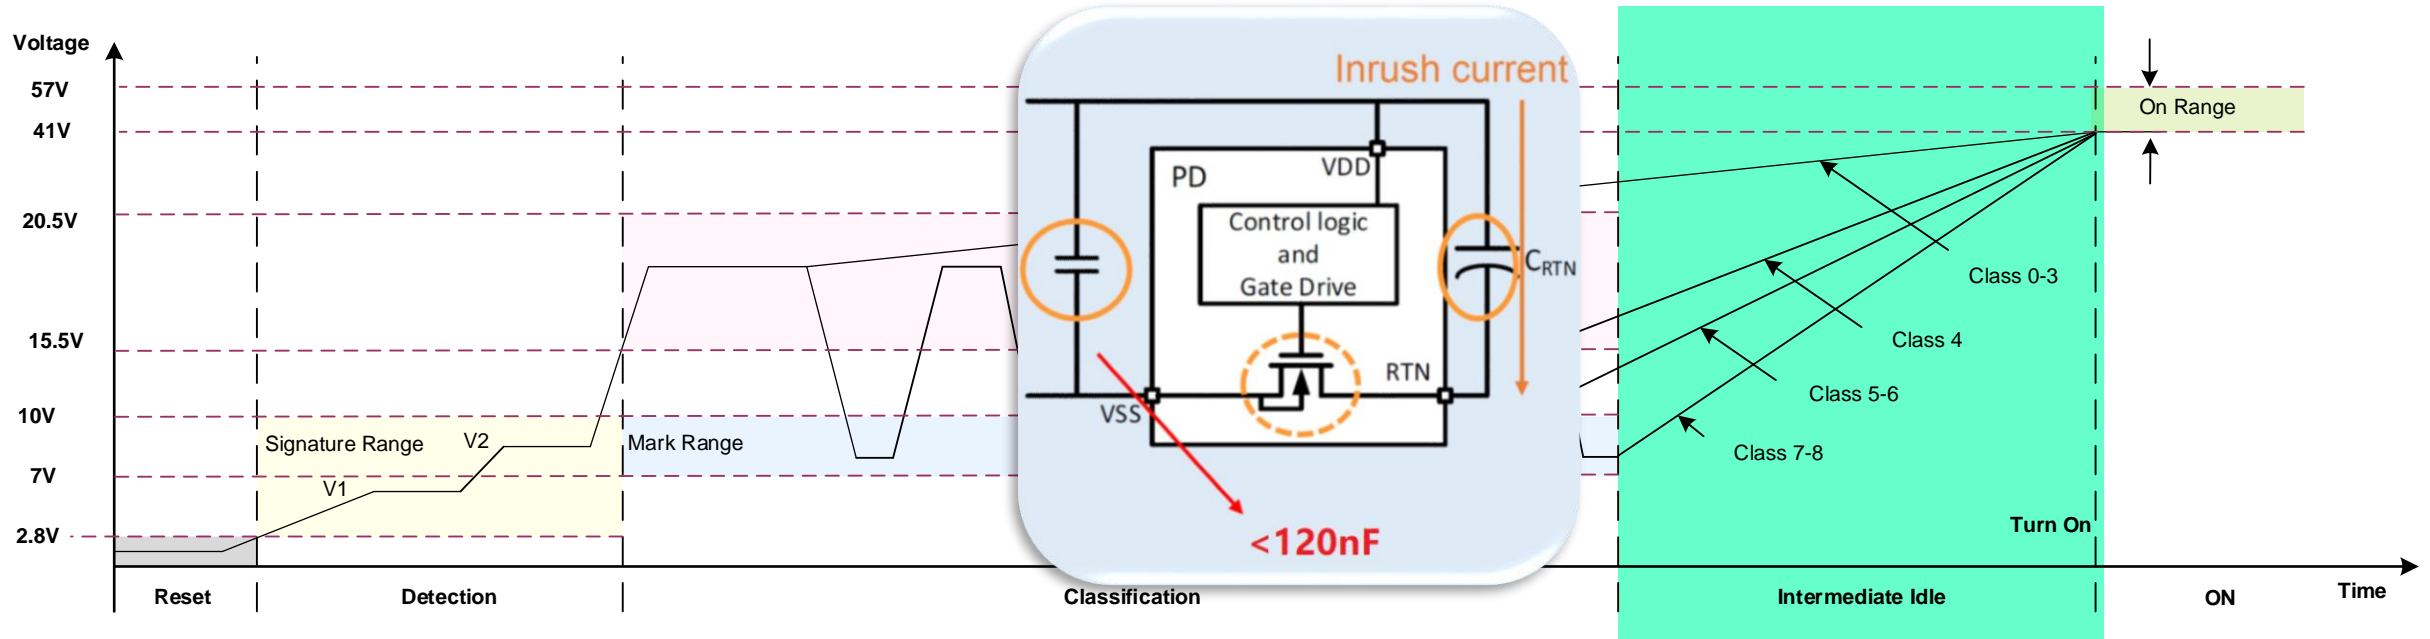 Voltage
57V
41V
20.5V
15.5V
10V
7V
2.8V
Signature Range
V1
V2
Mark Range
Inrush current
PD
VDD
Control logic
and
Gate Drive
CRTN
RTN
VSS
<120nF
On Range
Class 0-3
Class 4
Class 5-6
Class 7-8
Turn On
Reset
Detection
Classification
Intermediate Idle
ON
Time